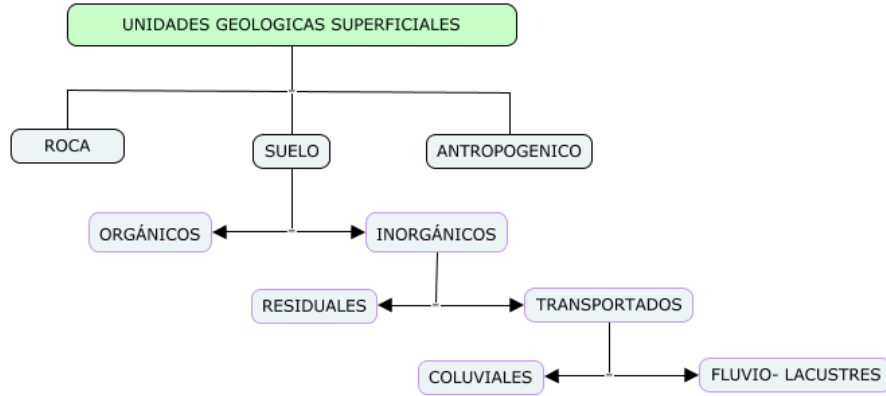 UNIDADES GEOLOGICAS SUPERFICIALES
ROCA
SUELO
ANTROPOGENICO
ORGÁNICOS
INORGÁNICOS
RESIDUALES
TRANSPORTADOS
COLUVIALES
FLUVIO- LACUSTRES